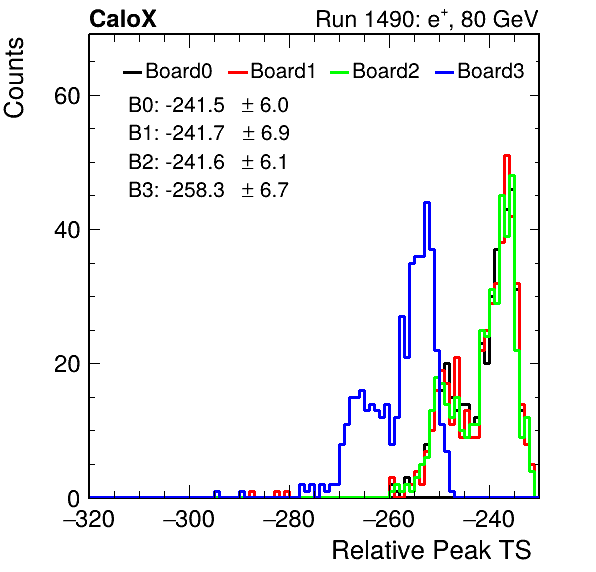 CaloX Run 1490: e⁺, 80 GeV
Counts
Board0 Board1 Board2 Board3
B0: -241.5 ± 6.0
B1: -241.7 ± 6.9
B2: -241.6 ± 6.1
B3: -258.3 ± 6.7
60
40
20
0
−320 −300 −280 −260 −240
Relative Peak TS